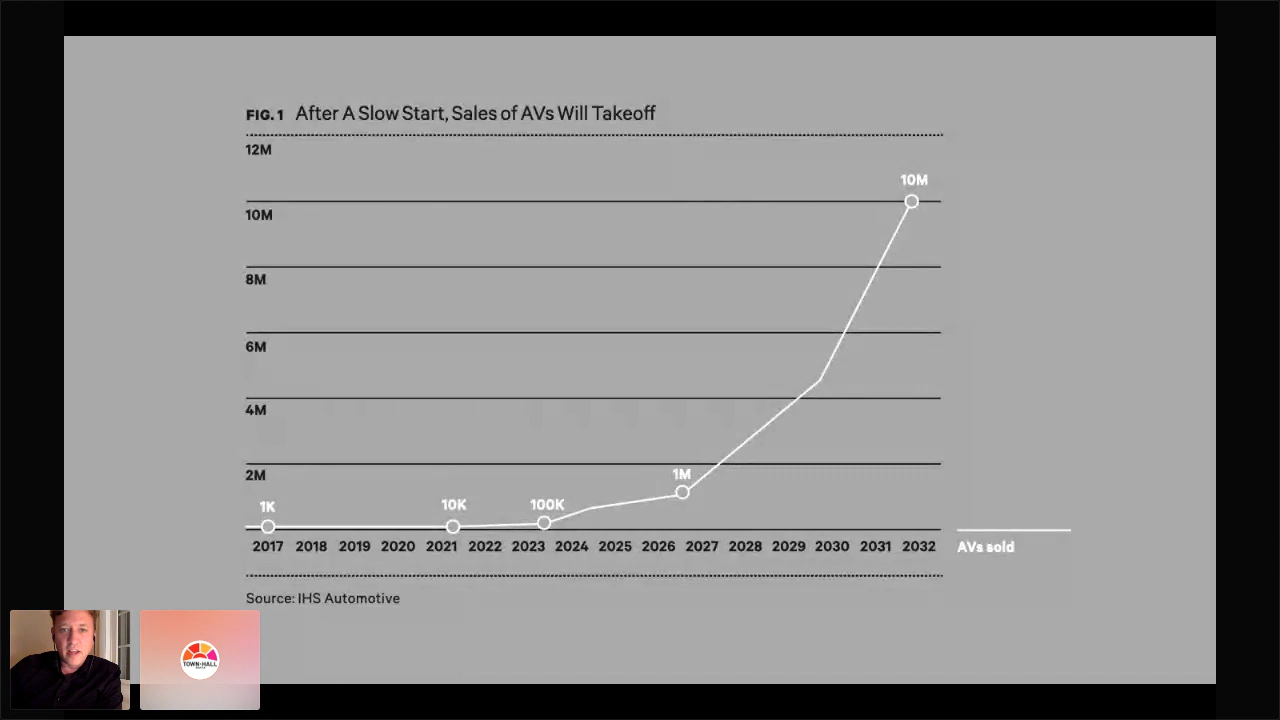 FIG. 1 After A Slow Start, Sales of AVs Will Takeoff
12M
10M
10M
8M
6M
4M
2M
1M
1K
10K
100K
2017 2018 2019 2020 2021 2022 2023 2024 2025 2026 2027 2028 2029 2030 2031 2032
AVs sold
Source: IHS Automotive
TOWN HALL